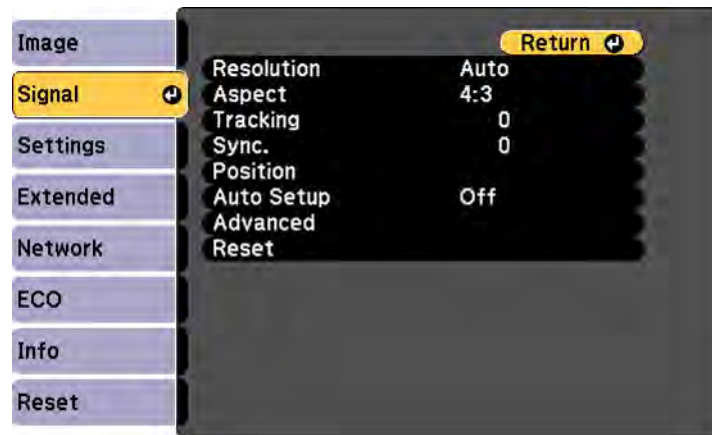 Image
Signal
Settings
Extended
Network
ECO
Info
Reset
Return
Resolution Auto
Aspect 4:3
Tracking 0
Sync. 0
Position
Auto Setup Off
Advanced
Reset